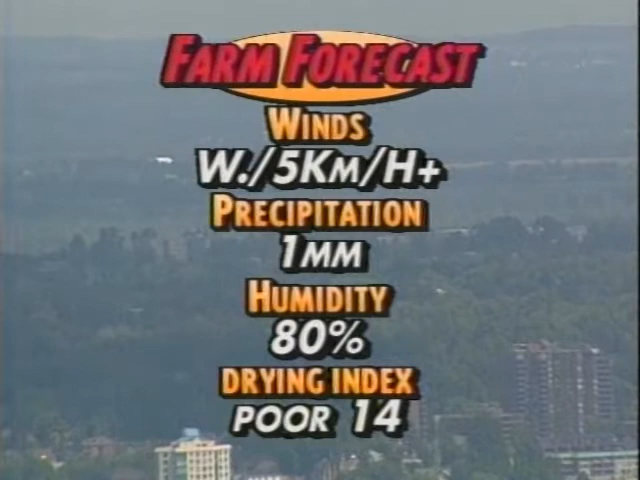 FARM FORECAST
WINDS
W./5KM/H+
PRECIPITATION
1MM
HUMIDITY
80%
DRYING INDEX
POOR 14